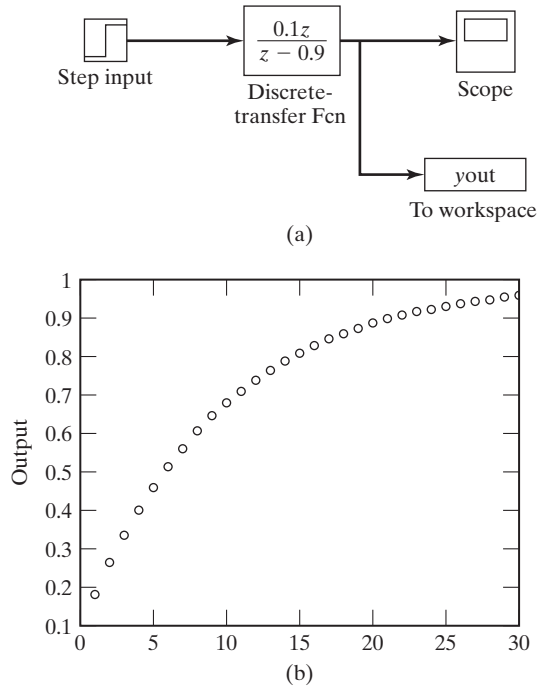 0.1z
z − 0.9
Step input
Discrete-
transfer Fcn
Scope
yout
To workspace
(a)
1
0.9
0.8
0.7
0.6
0.5
0.4
0.3
0.2
0.1
Output
0 5 10 15 20 25 30
(b)